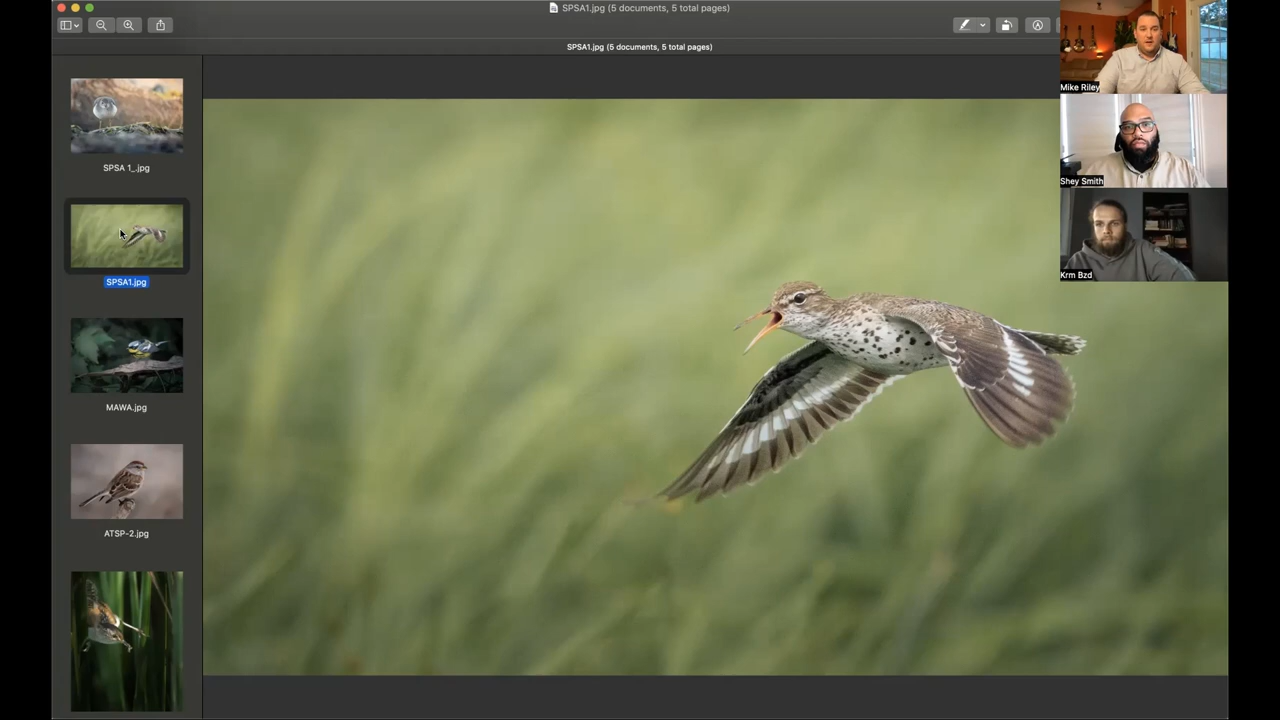 SPSA1.jpg (5 documents, 5 total pages)
SPSA1.jpg (5 documents, 5 total pages)
SPSA 1_.jpg
SPSA1.jpg
MAWA.jpg
ATSP-2.jpg
Mike Riley
Shey Smith
Krm Bzd